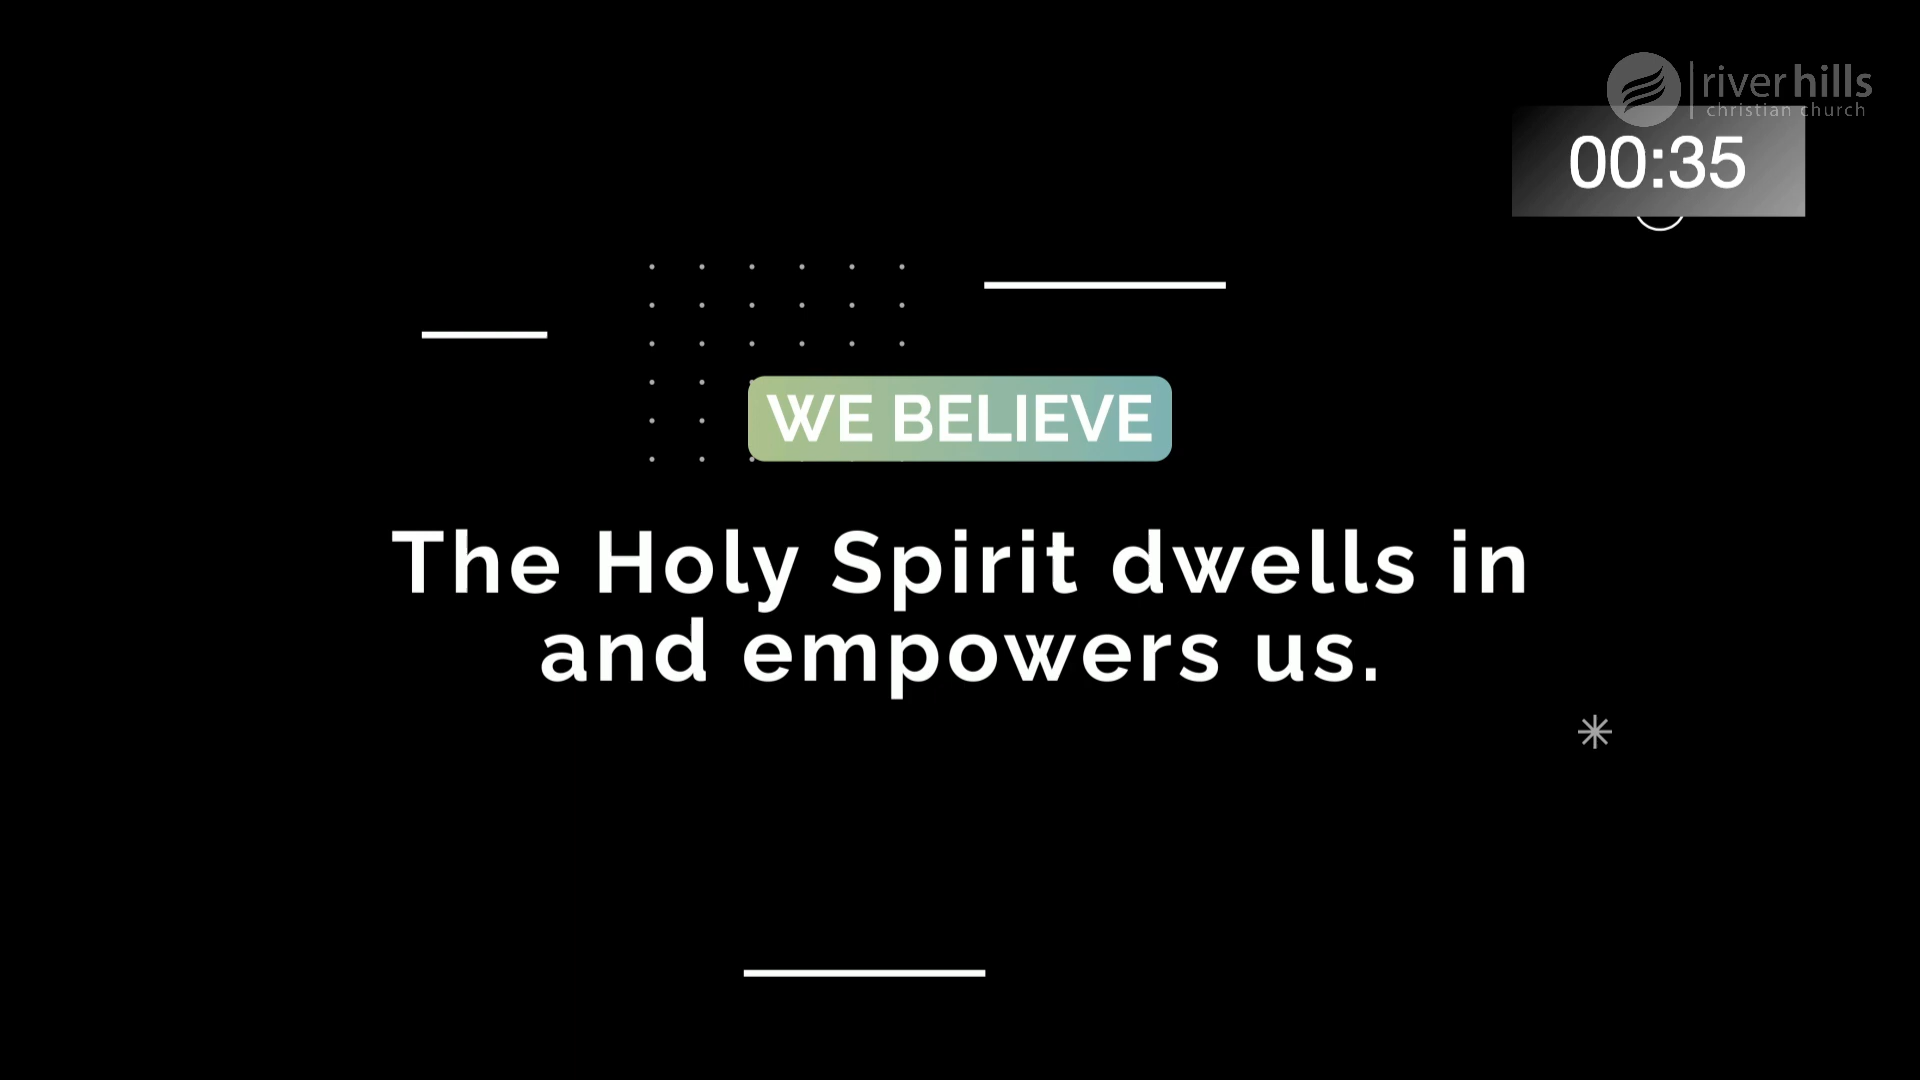 river hills
christian church
00:35
WE BELIEVE
The Holy Spirit dwells in
and empowers us.